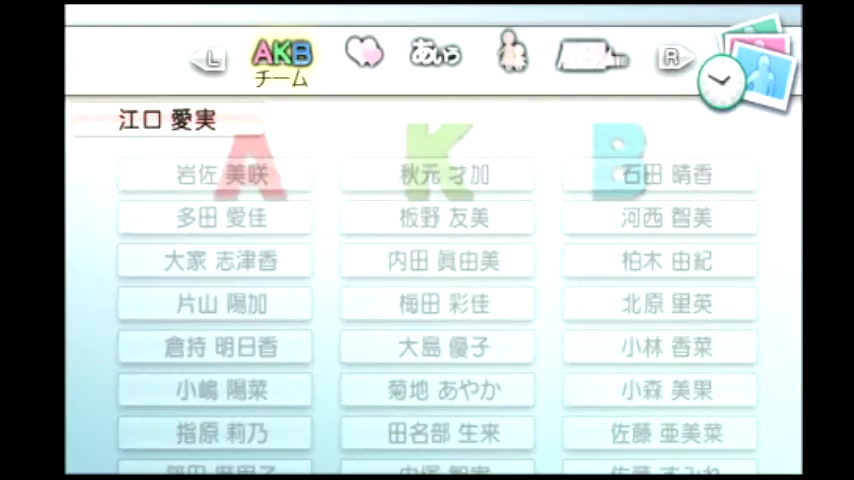 L AKB あいう R
チーム
江口 愛実
A K B
岩佐 美咲 秋元 才加 石田 晴香
多田 愛佳 板野 友美 河西 智美
大家 志津香 内田 眞由美 柏木 由紀
片山 陽加 梅田 彩佳 北原 里英
倉持 明日香 大島 優子 小林 香菜
小嶋 陽菜 菊地 あやか 小森 美果
指原 莉乃 田名部 生来 佐藤 亜美菜
佐藤 すみれ